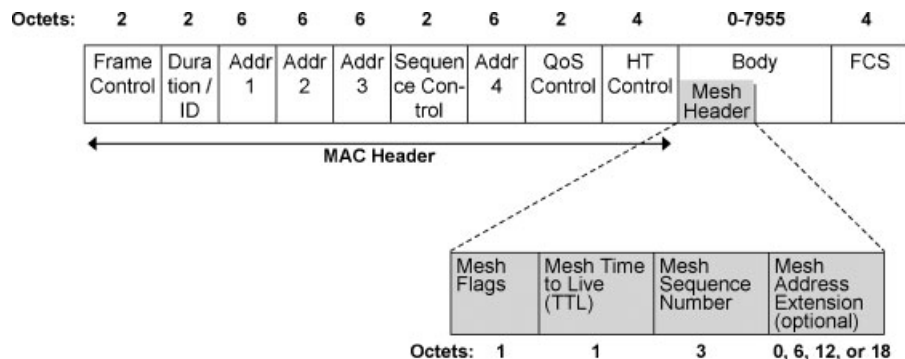 Octets: 2 2 6 6 6 2 6 2 4 0-7955 4
Frame Control
Dura tion / ID
Addr 1
Addr 2
Addr 3
Sequen ce Con- trol
Addr 4
QoS Control
HT Control
Body
Mesh Header
FCS
MAC Header
Mesh Flags
Mesh Time to Live (TTL)
Mesh Sequence Number
Mesh Address Extension (optional)
Octets: 1 1 3 0, 6, 12, or 18